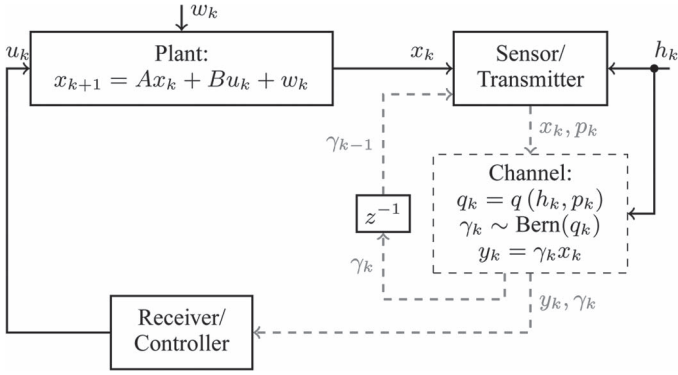 w_k
u_k
Plant:
x_{k+1} = Ax_k + Bu_k + w_k
x_k
Sensor/
Transmitter
h_k
x_k, p_k
γ_{k−1}
Channel:
q_k = q (h_k, p_k)
γ_k ∼ Bern(q_k)
y_k = γ_k x_k
z^{−1}
γ_k
y_k, γ_k
Receiver/
Controller